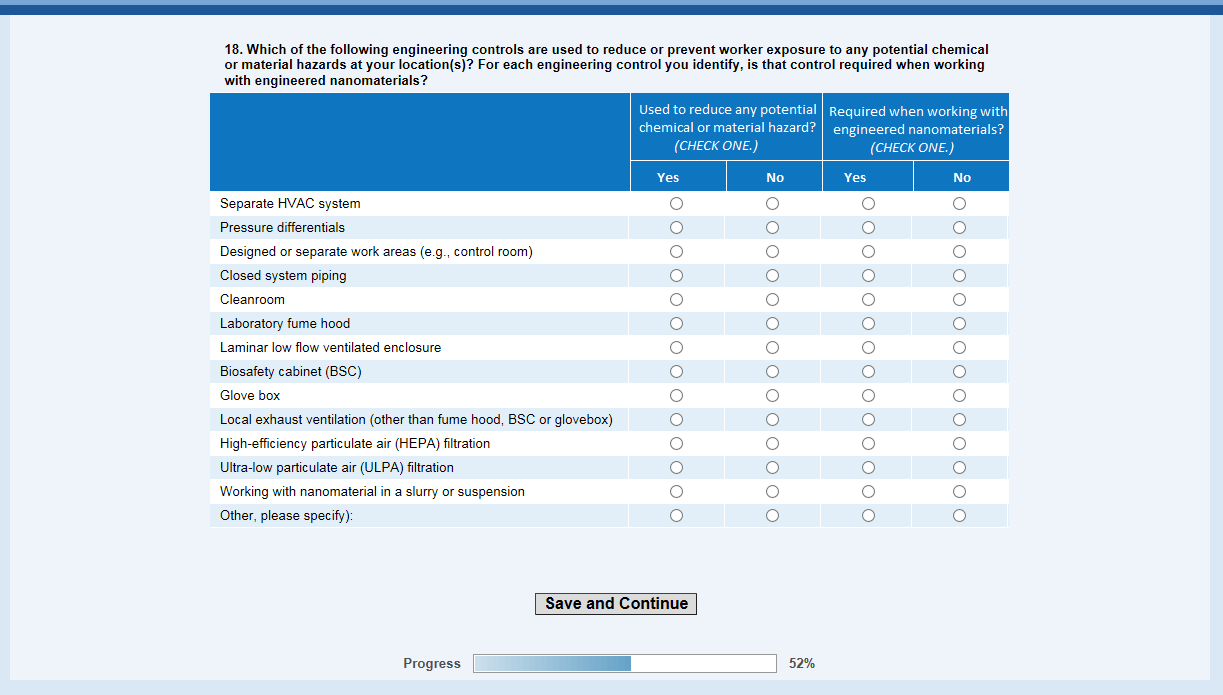 18. Which of the following engineering controls are used to reduce or prevent worker exposure to any potential chemical
or material hazards at your location(s)? For each engineering control you identify, is that control required when working
with engineered nanomaterials?
Used to reduce any potential
chemical or material hazard?
(CHECK ONE.)
Required when working with
engineered nanomaterials?
(CHECK ONE.)
Yes No Yes No
Separate HVAC system
Pressure differentials
Designed or separate work areas (e.g., control room)
Closed system piping
Cleanroom
Laboratory fume hood
Laminar low flow ventilated enclosure
Biosafety cabinet (BSC)
Glove box
Local exhaust ventilation (other than fume hood, BSC or glovebox)
High-efficiency particulate air (HEPA) filtration
Ultra-low particulate air (ULPA) filtration
Working with nanomaterial in a slurry or suspension
Other, please specify):
Save and Continue
Progress 52%